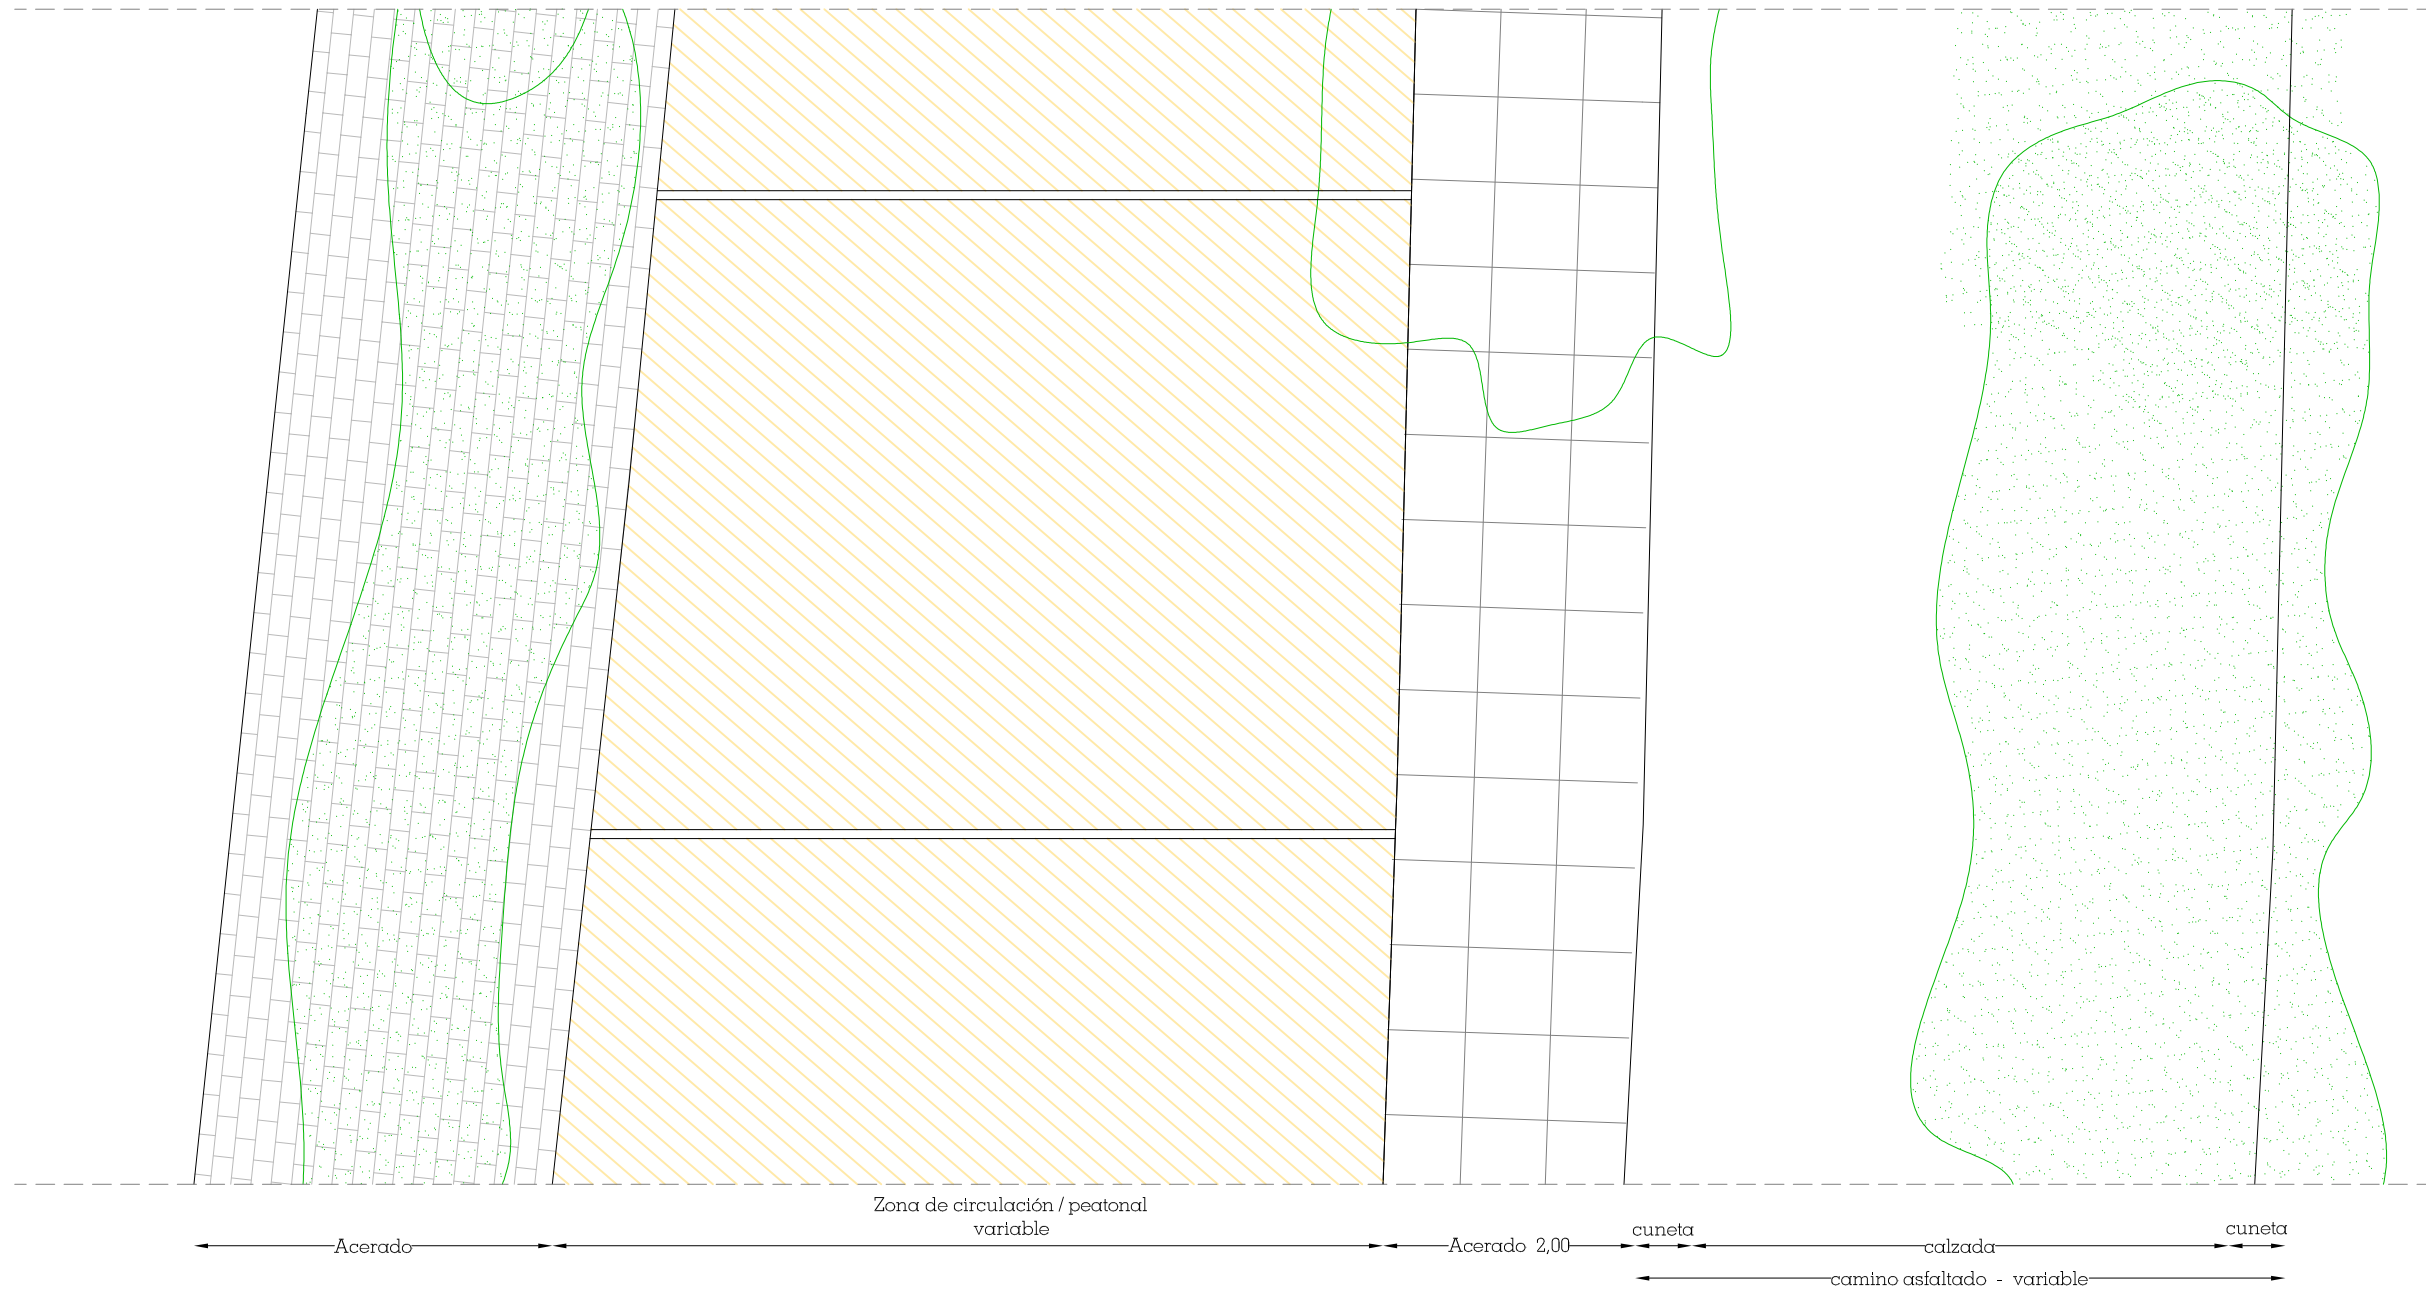 Zona de circulación / peatonal
variable
cuneta
cuneta
Acerado
Acerado 2,00
calzada
camino asfaltado - variable